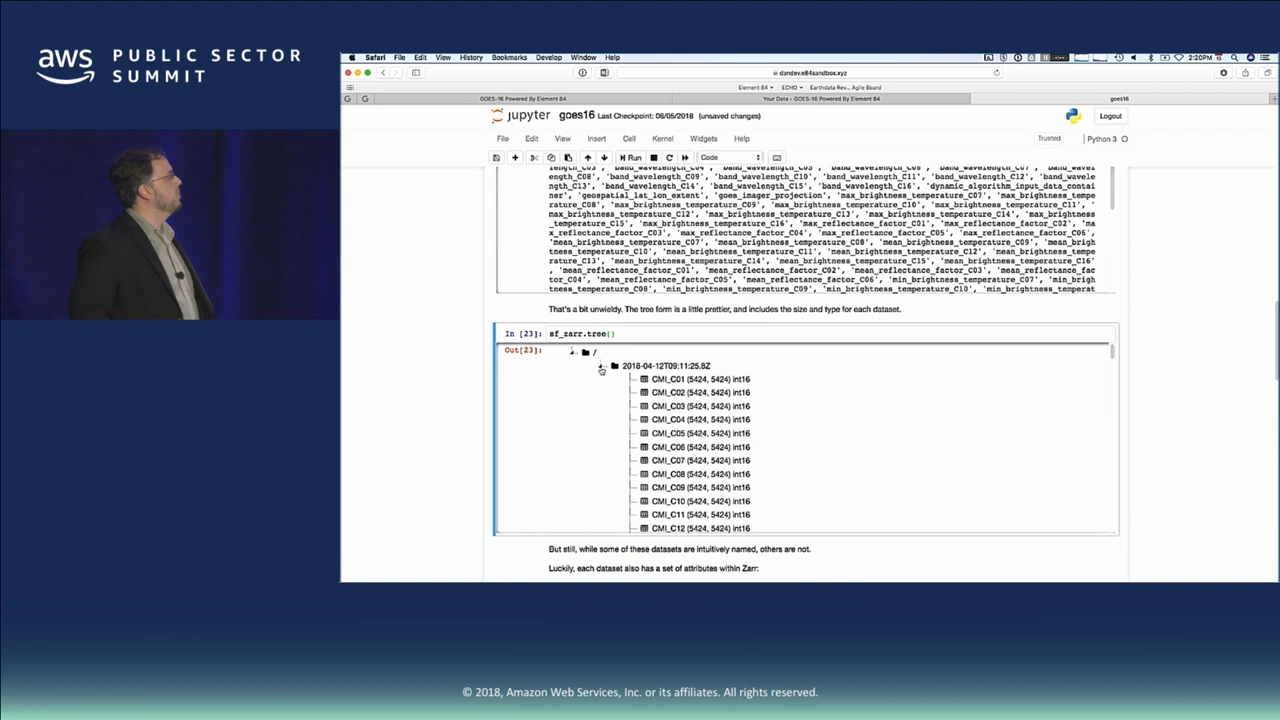 aws PUBLIC SECTOR
SUMMIT
Safari File Edit View History Bookmarks Develop Window Help 2:20PM
dandev.e84sandbox.xyz
Element 84 ECHO Earthdata Rev... Agile Board
GOES-16 Powered By Element 84 Your Data - GOES-16 Powered By Element 84 goes16
jupyter goes16 Last Checkpoint: 06/05/2018 (unsaved changes) Logout
File Edit View Insert Cell Kernel Widgets Help Trusted Python 3
Run Code
length_C03', 'band_wavelength_C04', 'band_wavelength_C05', 'band_wavelength_C06', 'band_wavelength_C07', 'band_wave
length_C08', 'band_wavelength_C09', 'band_wavelength_C10', 'band_wavelength_C11', 'band_wavelength_C12', 'band_wavele
ngth_C13', 'band_wavelength_C14', 'band_wavelength_C15', 'band_wavelength_C16', 'dynamic_algorithm_input_data_contai
ner', 'geospatial_lat_lon_extent', 'goes_imager_projection', 'max_brightness_temperature_C07', 'max_brightness_tempe
rature_C08', 'max_brightness_temperature_C09', 'max_brightness_temperature_C10', 'max_brightness_temperature_C11', '
max_brightness_temperature_C12', 'max_brightness_temperature_C13', 'max_brightness_temperature_C14', 'max_brightness
_temperature_C15', 'max_brightness_temperature_C16', 'max_reflectance_factor_C01', 'max_reflectance_factor_C02', 'ma
x_reflectance_factor_C03', 'max_reflectance_factor_C04', 'max_reflectance_factor_C05', 'max_reflectance_factor_C06',
'mean_brightness_temperature_C07', 'mean_brightness_temperature_C08', 'mean_brightness_temperature_C09', 'mean_brigh
tness_temperature_C10', 'mean_brightness_temperature_C11', 'mean_brightness_temperature_C12', 'mean_brightness_tempe
rature_C13', 'mean_brightness_temperature_C14', 'mean_brightness_temperature_C15', 'mean_brightness_temperature_C16'
, 'mean_reflectance_factor_C01', 'mean_reflectance_factor_C02', 'mean_reflectance_factor_C03', 'mean_reflectance_fac
tor_C04', 'mean_reflectance_factor_C05', 'mean_reflectance_factor_C06', 'min_brightness_temperature_C07', 'min_brigh
tness_temperature_C08', 'min_brightness_temperature_C09', 'min_brightness_temperature_C10', 'min_brightness_temperat
That's a bit unwieldy. The tree form is a little prettier, and includes the size and type for each dataset.
In [23]: sf_zarr.tree()
Out[23]: /
2018-04-12T09:11:25.8Z
CMI_C01 (5424, 5424) int16
CMI_C02 (5424, 5424) int16
CMI_C03 (5424, 5424) int16
CMI_C04 (5424, 5424) int16
CMI_C05 (5424, 5424) int16
CMI_C06 (5424, 5424) int16
CMI_C07 (5424, 5424) int16
CMI_C08 (5424, 5424) int16
CMI_C09 (5424, 5424) int16
CMI_C10 (5424, 5424) int16
CMI_C11 (5424, 5424) int16
CMI_C12 (5424, 5424) int16
But still, while some of these datasets are intuitively named, others are not.
Luckily, each dataset also has a set of attributes within Zarr:
© 2018, Amazon Web Services, Inc. or its affiliates. All rights reserved.